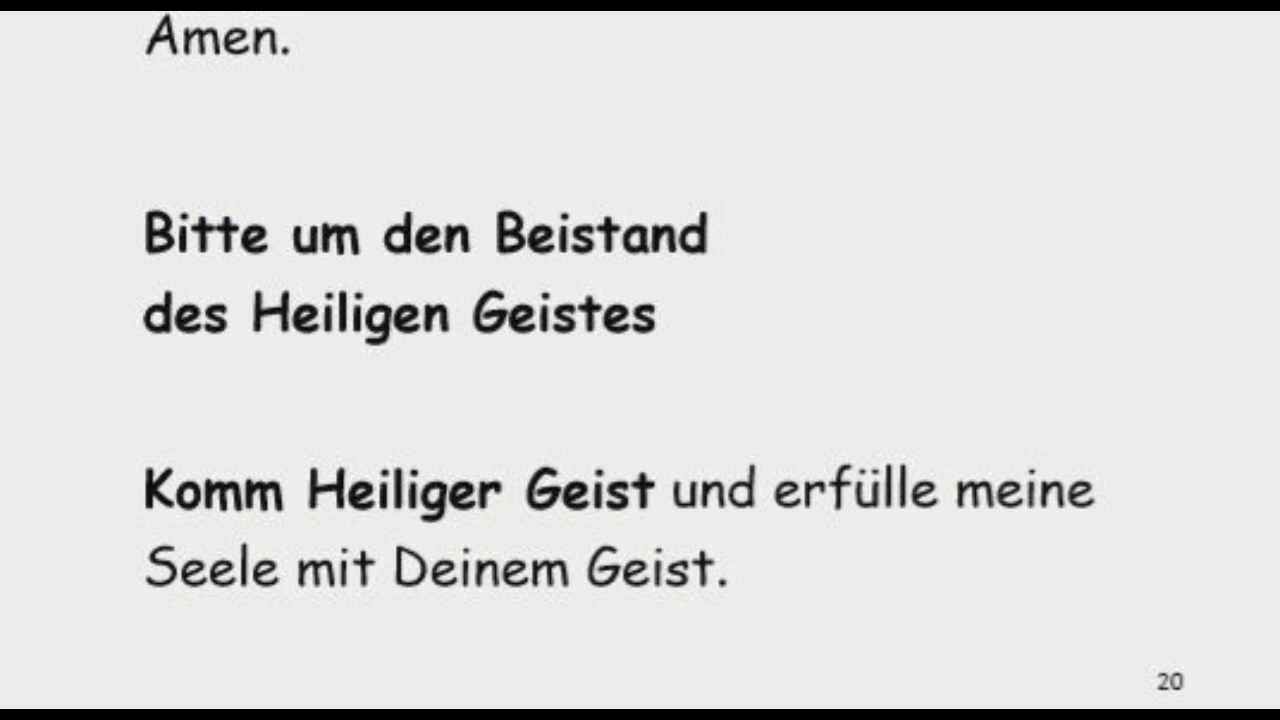 Amen.
Bitte um den Beistand
des Heiligen Geistes
Komm Heiliger Geist und erfülle meine
Seele mit Deinem Geist.
20